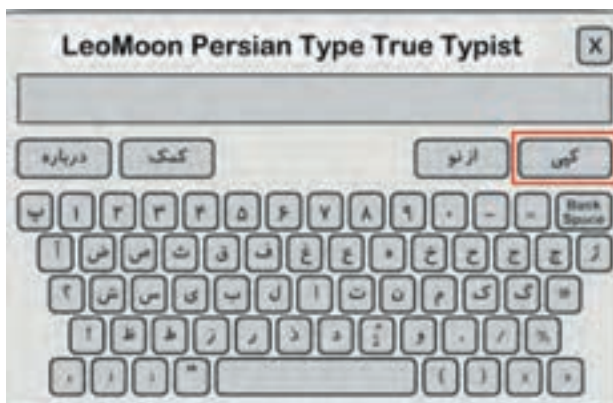 LeoMoon Persian Type True Typist X
درباره کمک از نو کپی
پ ۱ ۲ ۳ ۴ ۵ ۶ ۷ ۸ ۹ ۰ - = Back Space
آ ض ص ث ق ف غ ع ه خ ح ج چ ژ
؟ ش س ی ب ل ا ت ن م ک گ #
ظ ط ز ر ذ د ئ و . / %
( )